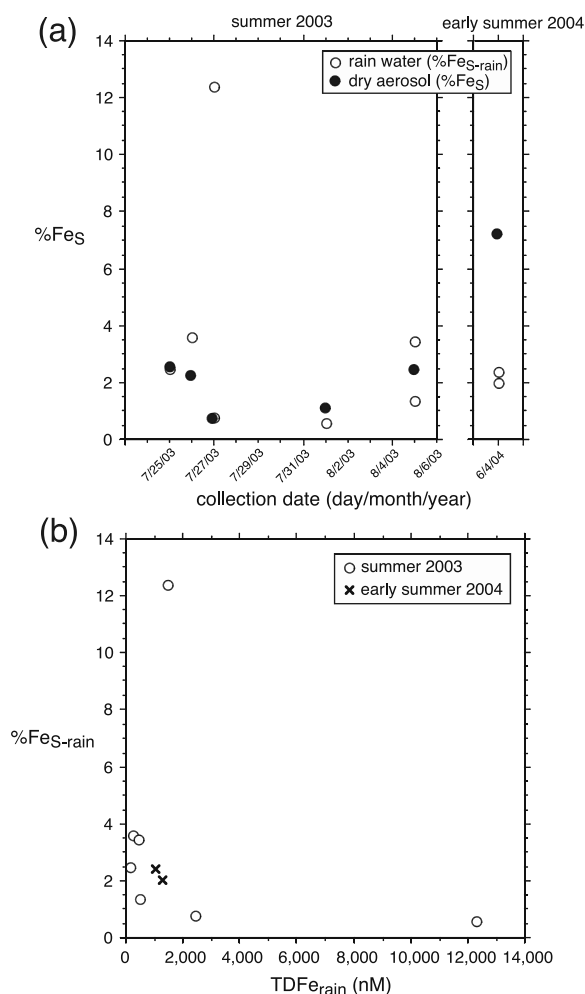 (a)
summer 2003
early summer 2004
14
12
10
8
6
4
2
0
%FeS
rain water (%FeS-rain)
dry aerosol (%FeS)
7/25/03
7/27/03
7/29/03
7/31/03
8/2/03
8/4/03
8/6/03
6/4/04
collection date (day/month/year)
(b)
14
12
10
8
6
4
2
0
%FeS-rain
summer 2003
early summer 2004
0
2,000
4,000
6,000
8,000
10,000
12,000
14,000
TDFerain (nM)